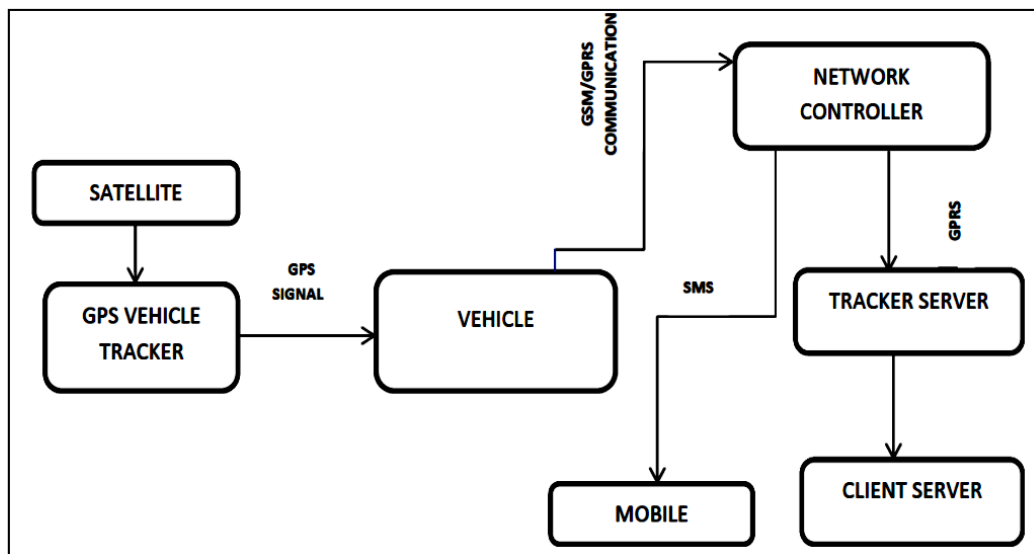 SATELLITE
GPS VEHICLE
TRACKER
GPS
SIGNAL
VEHICLE
GSM/GPRS
COMMUNICATION
NETWORK
CONTROLLER
SMS
GPRS
TRACKER SERVER
MOBILE
CLIENT SERVER